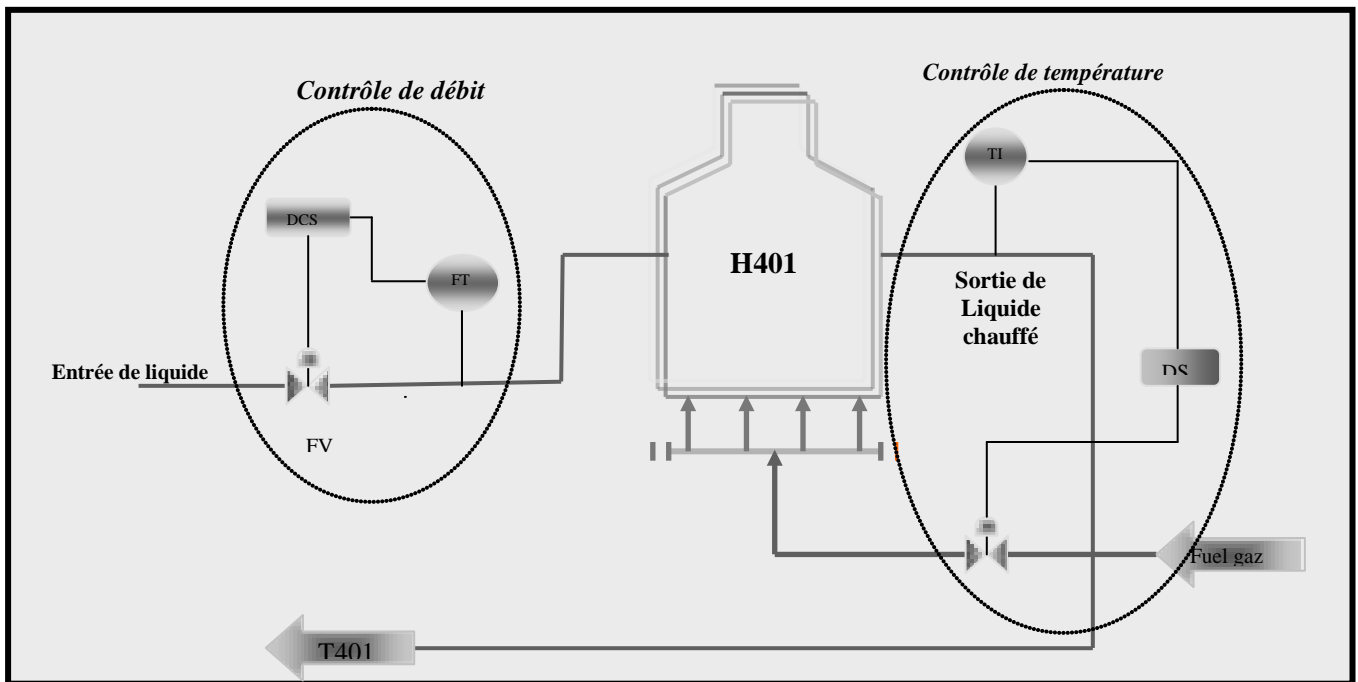 Contrôle de débit
Contrôle de température
TI
DCS
H401
FT
Sortie de
Liquide
chauffé
Entrée de liquide
DS
FV
Fuel gaz
T401